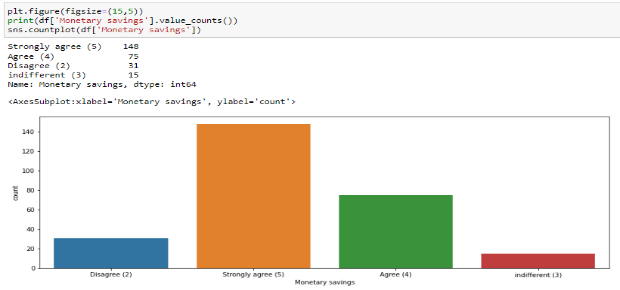 plt.figure(figsize=(15,5))
print(df['Monetary savings'].value_counts())
sns.countplot(df['Monetary savings'])
Strongly agree (5) 148
Agree (4) 75
Disagree (2) 31
indifferent (3) 15
Name: Monetary savings, dtype: int64
<AxesSubplot:xlabel='Monetary savings', ylabel='count'>
140
120
100
80
60
40
20
0
count
Disagree (2) Strongly agree (5) Agree (4) indifferent (3)
Monetary savings